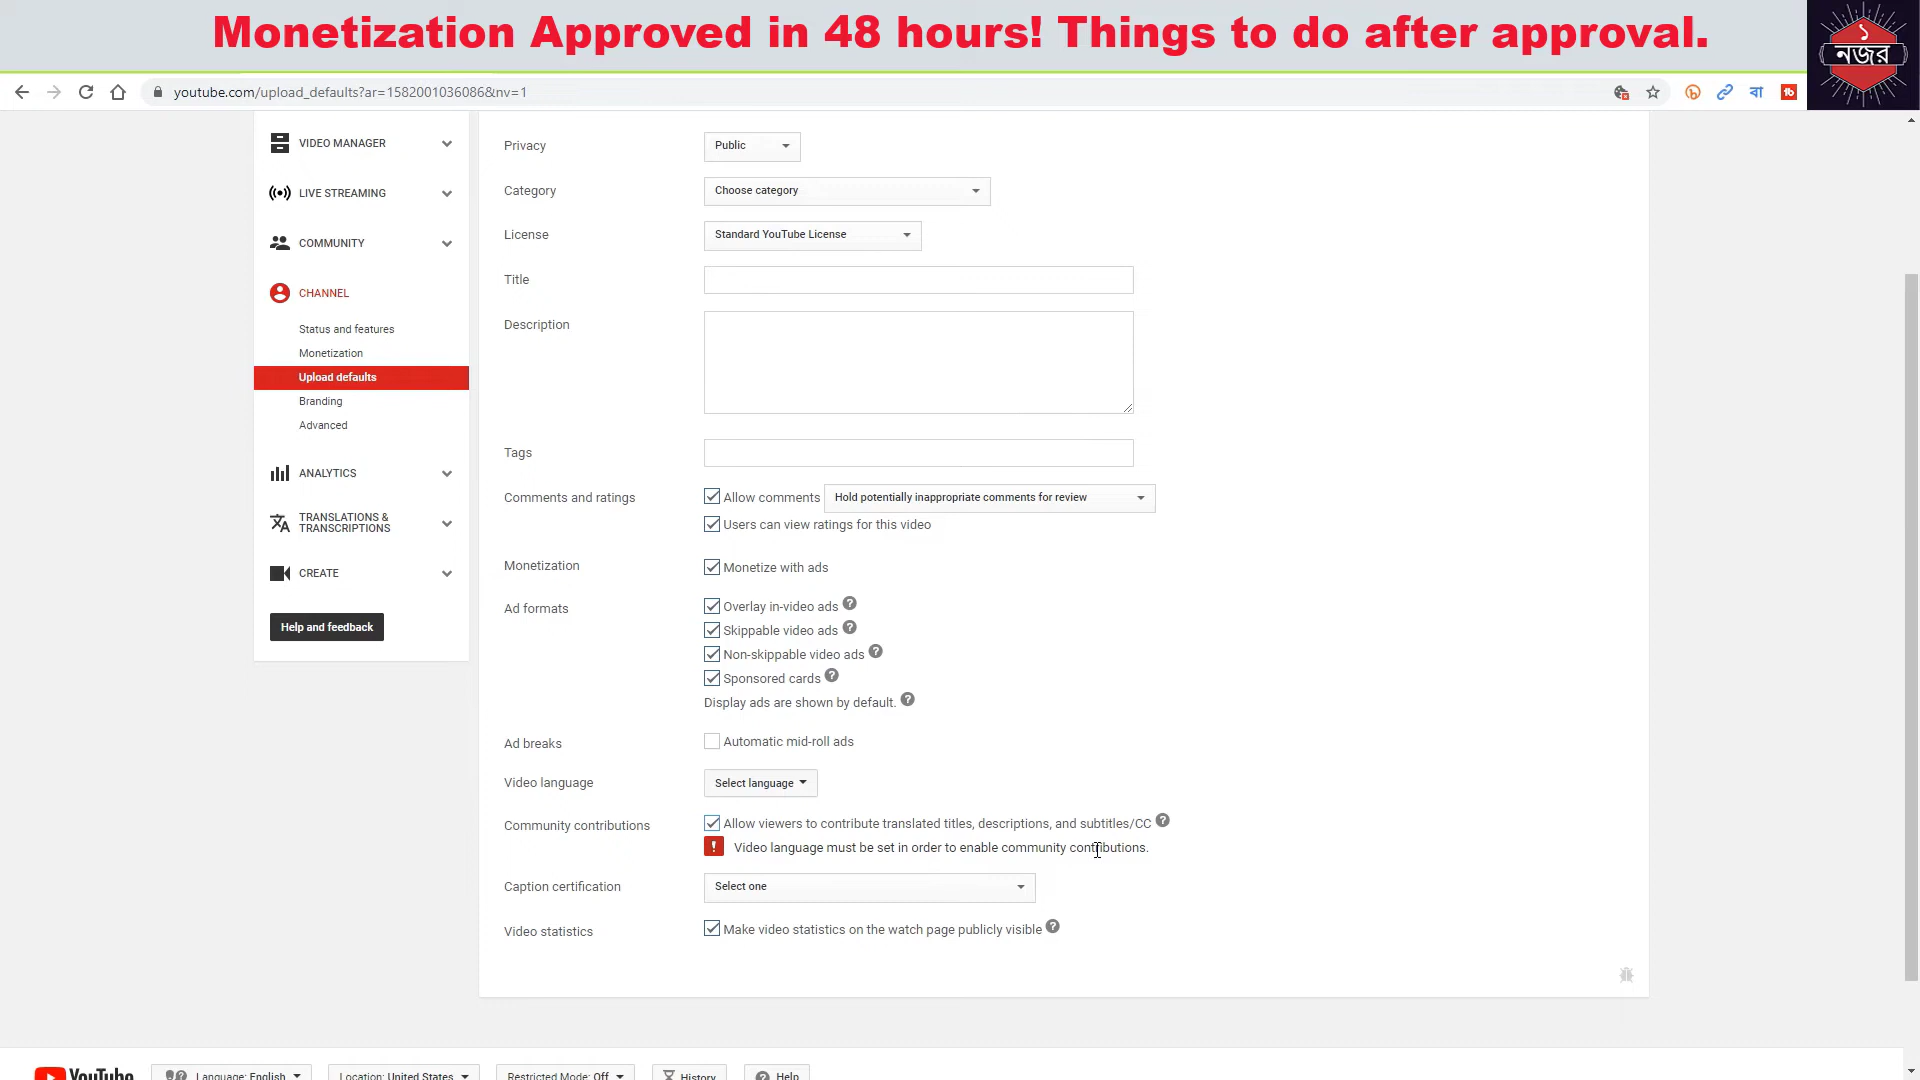 Monetization Approved in 48 hours! Things to do after approval.
১
নজর
youtube.com/upload_defaults?ar=1582001036086&nv=1
বা
VIDEO MANAGER
LIVE STREAMING
COMMUNITY
CHANNEL
Status and features
Monetization
Upload defaults
Branding
Advanced
ANALYTICS
TRANSLATIONS &
TRANSCRIPTIONS
CREATE
Help and feedback
Privacy Public
Category Choose category
License Standard YouTube License
Title
Description
Tags
Comments and ratings Allow comments Hold potentially inappropriate comments for review
Users can view ratings for this video
Monetization Monetize with ads
Ad formats Overlay in-video ads ?
Skippable video ads ?
Non-skippable video ads ?
Sponsored cards ?
Display ads are shown by default. ?
Ad breaks Automatic mid-roll ads
Video language Select language
Community contributions Allow viewers to contribute translated titles, descriptions, and subtitles/CC ?
! Video language must be set in order to enable community contributions.
Caption certification Select one
Video statistics Make video statistics on the watch page publicly visible ?
YouTube Language: English Location: United States Restricted Mode: Off History ? Help